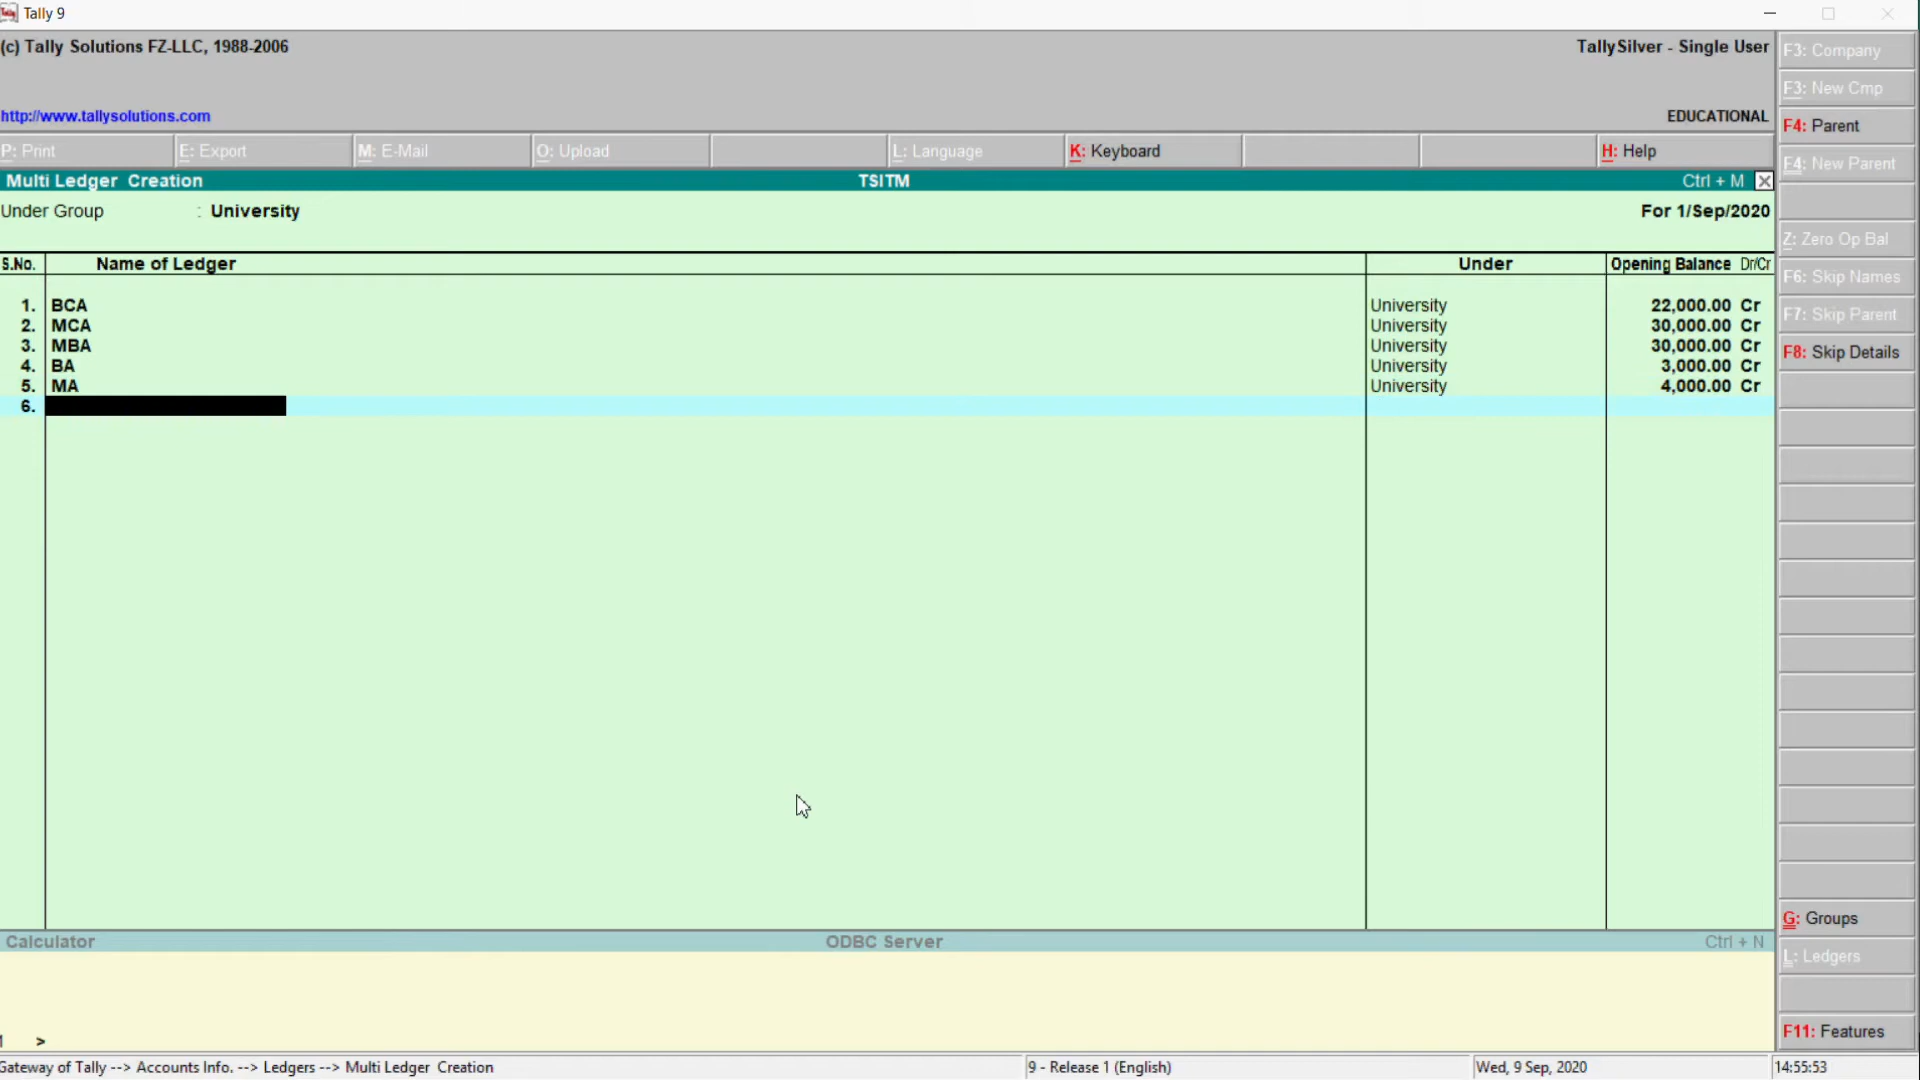 Tally 9
(c) Tally Solutions FZ-LLC, 1988-2006
TallySilver - Single User
http://www.tallysolutions.com
EDUCATIONAL
P: Print
E: Export
M: E-Mail
O: Upload
L: Language
K: Keyboard
H: Help
Multi Ledger Creation
TSITM
Ctrl + M
Under Group : University
For 1/Sep/2020
S.No. Name of Ledger Under Opening Balance Dr/Cr
1. BCA University 22,000.00 Cr
2. MCA University 30,000.00 Cr
3. MBA University 30,000.00 Cr
4. BA University 3,000.00 Cr
5. MA University 4,000.00 Cr
6.
F3: Company
F3: New Cmp
F4: Parent
F4: New Parent
Z: Zero Op Bal
F6: Skip Names
F7: Skip Parent
F8: Skip Details
G: Groups
L: Ledgers
F11: Features
Calculator
ODBC Server
Ctrl + N
>
Gateway of Tally --> Accounts Info. --> Ledgers --> Multi Ledger Creation
9 - Release 1 (English)
Wed, 9 Sep, 2020
14:55:53